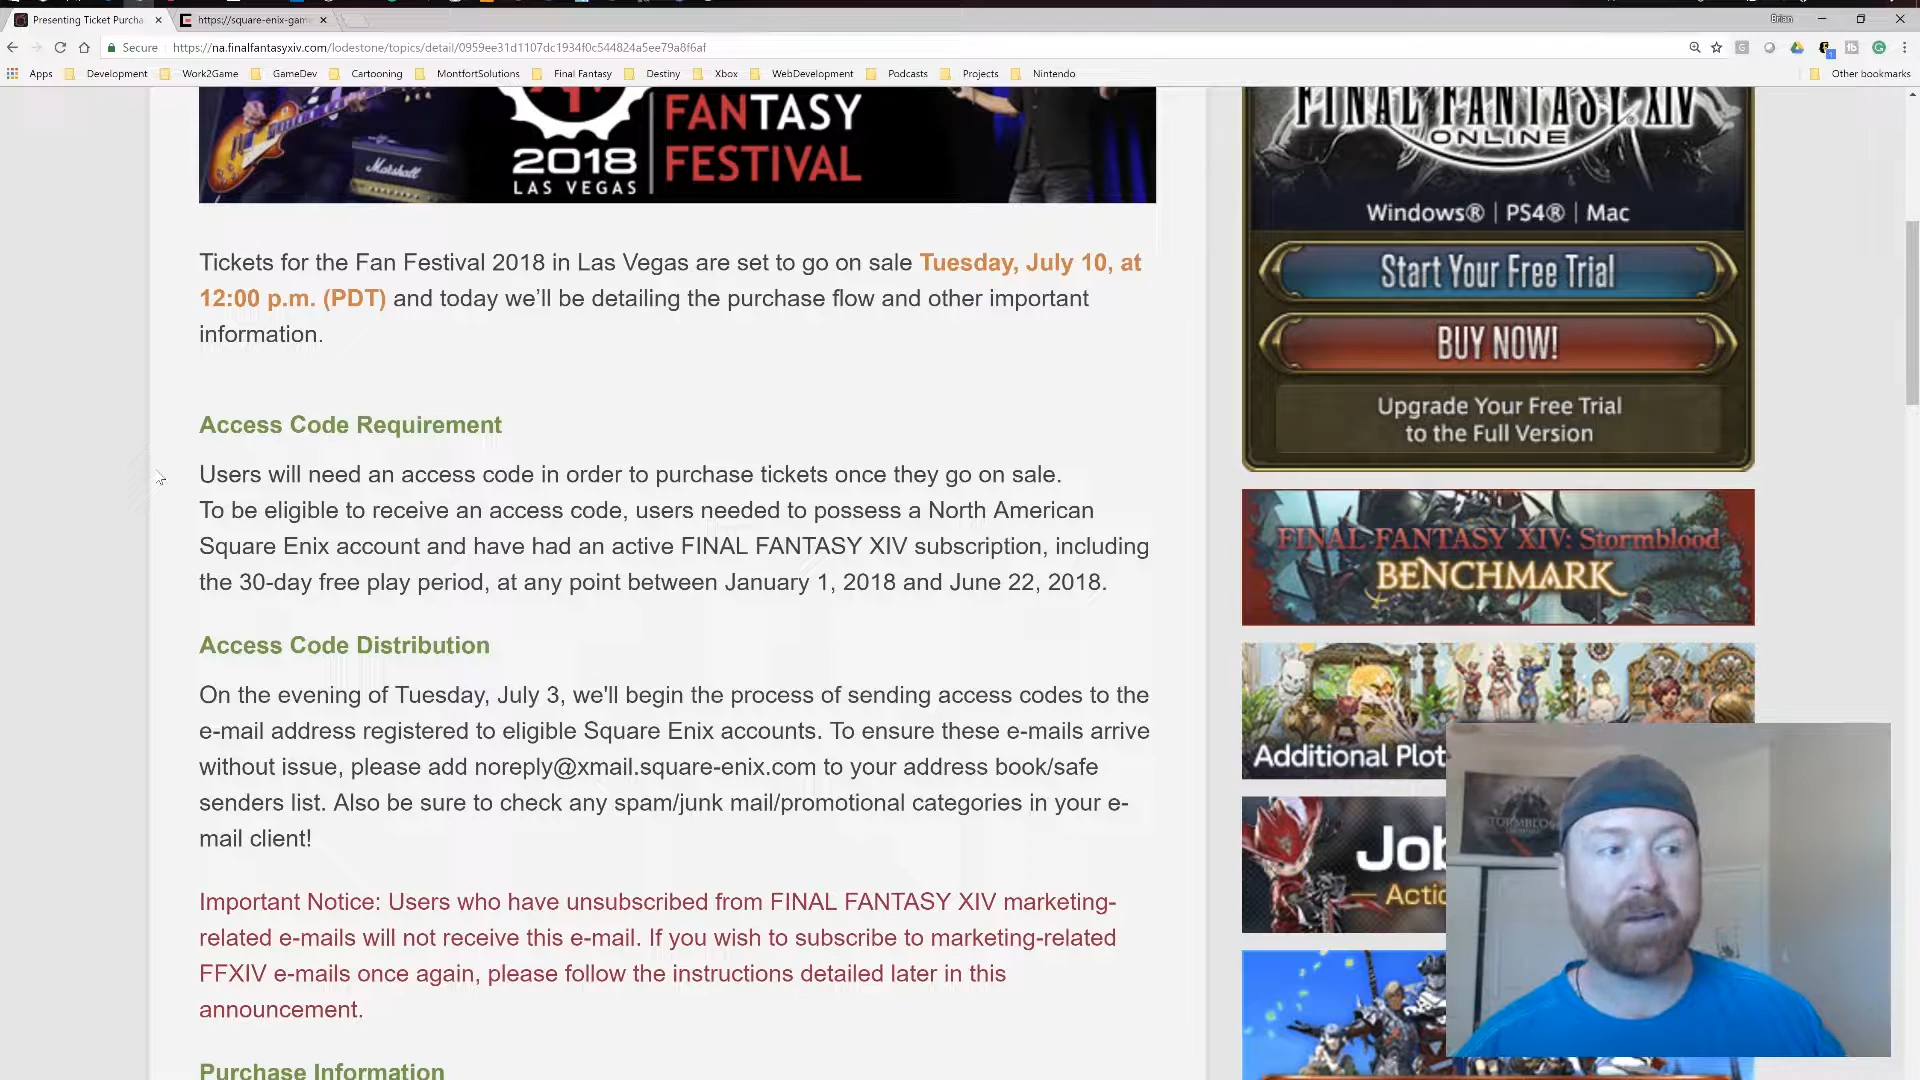 Presenting Ticket Purcha
https://square-enix-gam
Brian
Secure
https://na.finalfantasyxiv.com/lodestone/topics/detail/0959ee31d1107dc1934f0c544824a5ee79a8f6af
Apps Development Work2Game GameDev Cartooning MontfortSolutions Final Fantasy Destiny Xbox WebDevelopment Podcasts Projects Nintendo Other bookmarks
Marshall
2018
LAS VEGAS
FANTASY
FESTIVAL
Tickets for the Fan Festival 2018 in Las Vegas are set to go on sale Tuesday, July 10, at
12:00 p.m. (PDT) and today we’ll be detailing the purchase flow and other important
information.
Access Code Requirement
Users will need an access code in order to purchase tickets once they go on sale.
To be eligible to receive an access code, users needed to possess a North American
Square Enix account and have had an active FINAL FANTASY XIV subscription, including
the 30-day free play period, at any point between January 1, 2018 and June 22, 2018.
Access Code Distribution
On the evening of Tuesday, July 3, we'll begin the process of sending access codes to the
e-mail address registered to eligible Square Enix accounts. To ensure these e-mails arrive
without issue, please add noreply@xmail.square-enix.com to your address book/safe
senders list. Also be sure to check any spam/junk mail/promotional categories in your e-
mail client!
Important Notice: Users who have unsubscribed from FINAL FANTASY XIV marketing-
related e-mails will not receive this e-mail. If you wish to subscribe to marketing-related
FFXIV e-mails once again, please follow the instructions detailed later in this
announcement.
Purchase Information
FINAL FANTASY XIV
ONLINE
Windows® | PS4® | Mac
Start Your Free Trial
BUY NOW!
Upgrade Your Free Trial
to the Full Version
FINAL FANTASY XIV: Stormblood
BENCHMARK
Additional Plot
Job
Actio